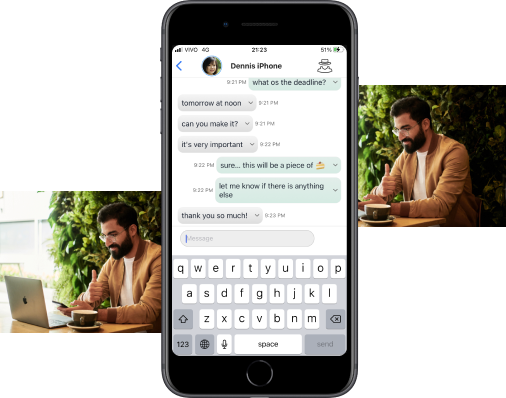 VIVO 4G 21:23 51%
Dennis iPhone
9:21 PM what os the deadline?
tomorrow at noon 9:21 PM
can you make it? 9:21 PM
it's very important 9:22 PM
9:22 PM sure... this will be a piece of 🍰
9:22 PM let me know if there is anything
else
thank you so much! 9:23 PM
Message
q w e r t y u i o p
a s d f g h j k l
z x c v b n m
123 space send